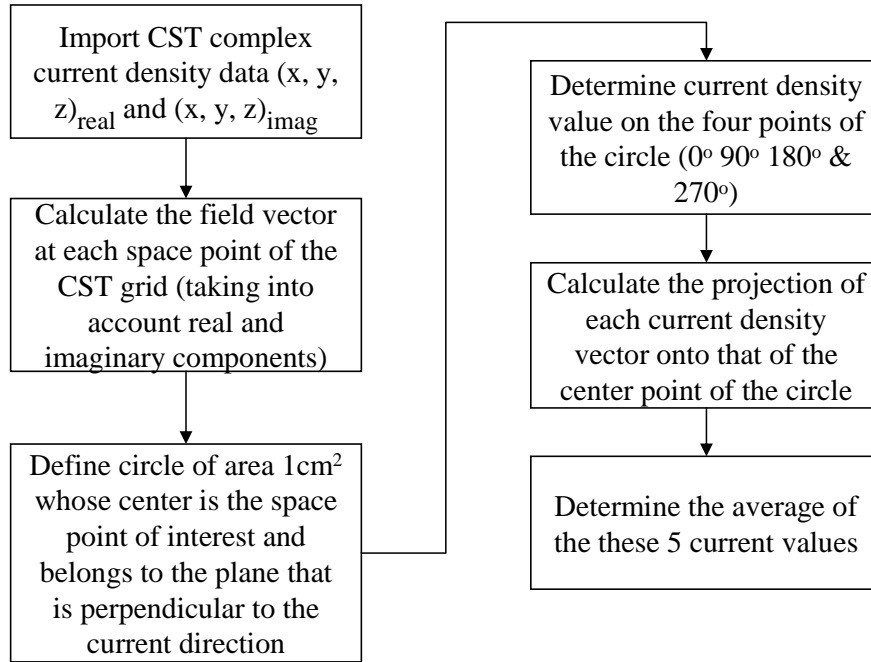 Import CST complex
current density data (x, y,
z)real and (x, y, z)imag
Calculate the field vector
at each space point of the
CST grid (taking into
account real and
imaginary components)
Define circle of area 1cm²
whose center is the space
point of interest and
belongs to the plane that
is perpendicular to the
current direction
Determine current density
value on the four points of
the circle (0º 90º 180º &
270º)
Calculate the projection of
each current density
vector onto that of the
center point of the circle
Determine the average of
the these 5 current values